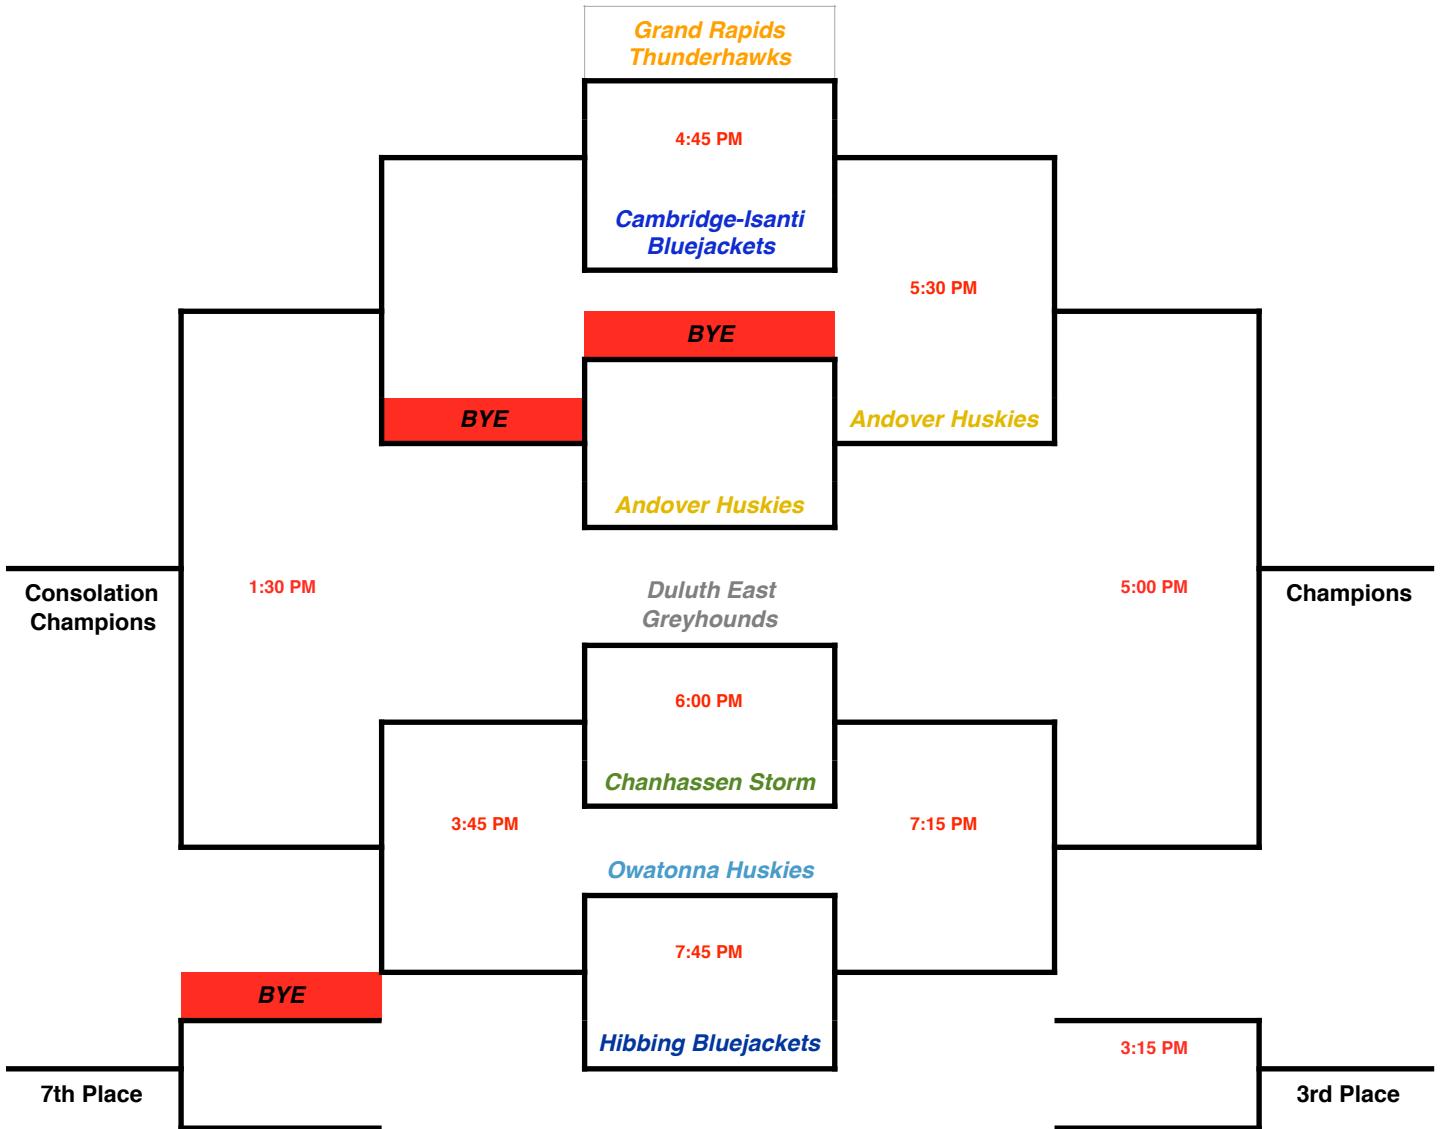 Grand Rapids
Thunderhawks
4:45 PM
Cambridge-Isanti
Bluejackets
5:30 PM
BYE
BYE
Andover Huskies
Andover Huskies
Consolation
Champions
1:30 PM
Duluth East
Greyhounds
5:00 PM
Champions
6:00 PM
Chanhassen Storm
3:45 PM
7:15 PM
Owatonna Huskies
7:45 PM
BYE
Hibbing Bluejackets
3:15 PM
7th Place
3rd Place